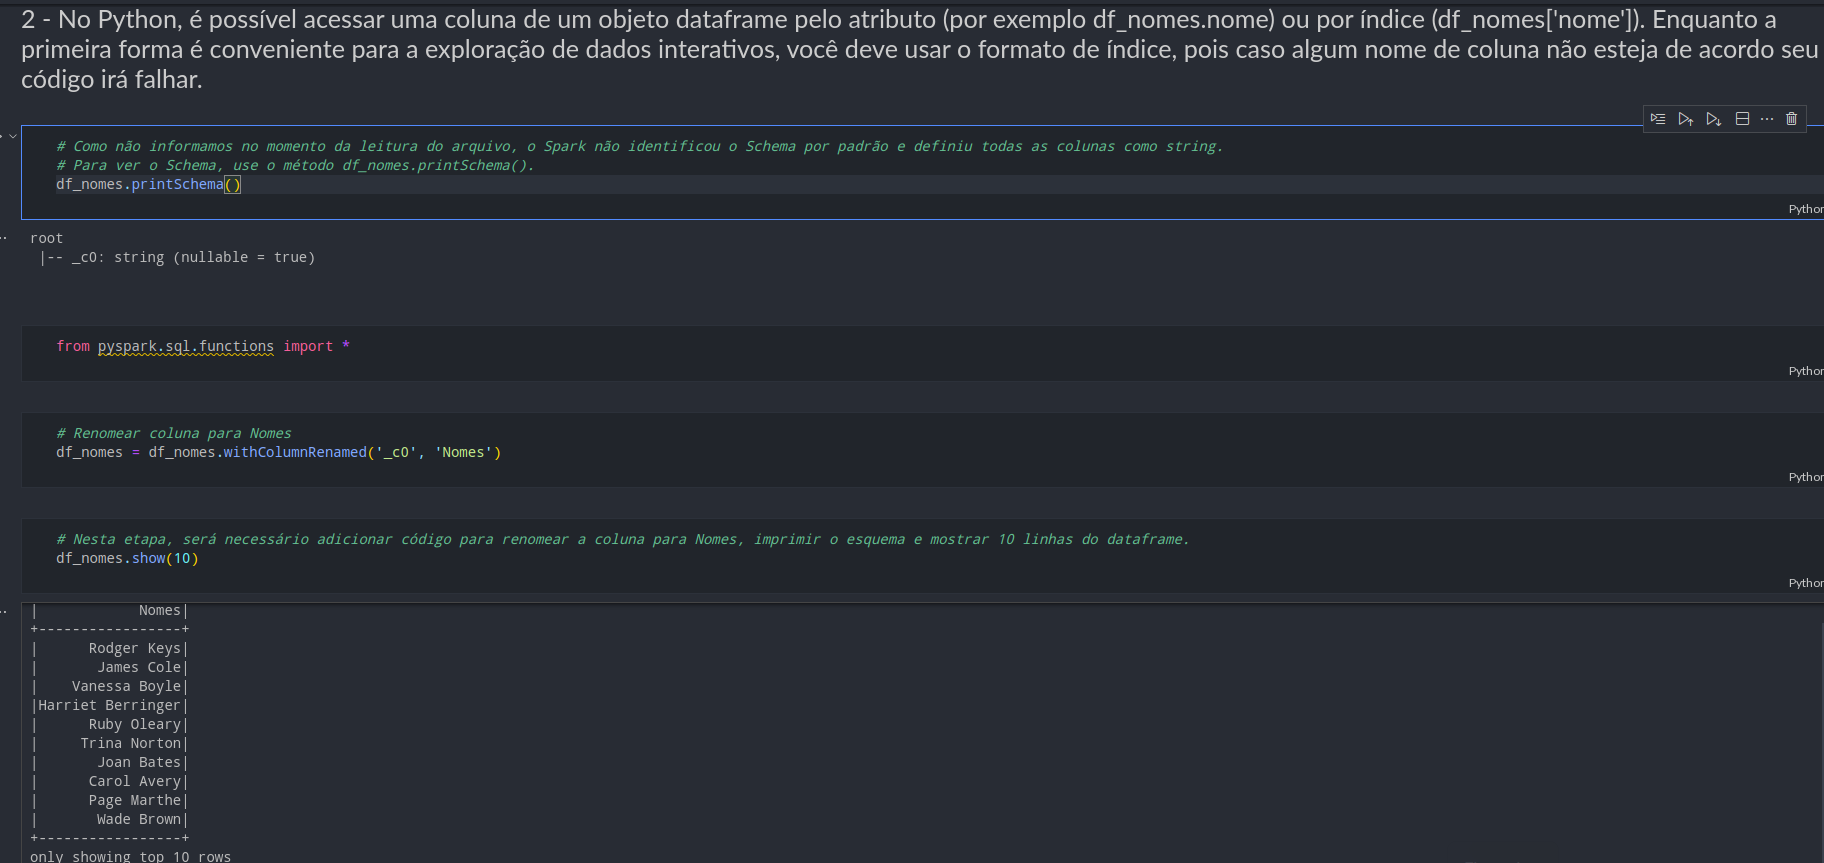 2 - No Python, é possível acessar uma coluna de um objeto dataframe pelo atributo (por exemplo df_nomes.nome) ou por índice (df_nomes['nome']). Enquanto a
primeira forma é conveniente para a exploração de dados interativos, você deve usar o formato de índice, pois caso algum nome de coluna não esteja de acordo seu
código irá falhar.
# Como não informamos no momento da leitura do arquivo, o Spark não identificou o Schema por padrão e definiu todas as colunas como string.
# Para ver o Schema, use o método df_nomes.printSchema().
df_nomes.printSchema()
Python
root
 |-- _c0: string (nullable = true)
from pyspark.sql.functions import *
Python
# Renomear coluna para Nomes
df_nomes = df_nomes.withColumnRenamed('_c0', 'Nomes')
Python
# Nesta etapa, será necessário adicionar código para renomear a coluna para Nomes, imprimir o esquema e mostrar 10 linhas do dataframe.
df_nomes.show(10)
Python
|            Nomes|
+-----------------+
|      Rodger Keys|
|       James Cole|
|    Vanessa Boyle|
|Harriet Berringer|
|      Ruby Oleary|
|     Trina Norton|
|       Joan Bates|
|      Carol Avery|
|      Page Marthe|
|       Wade Brown|
+-----------------+
only showing top 10 rows